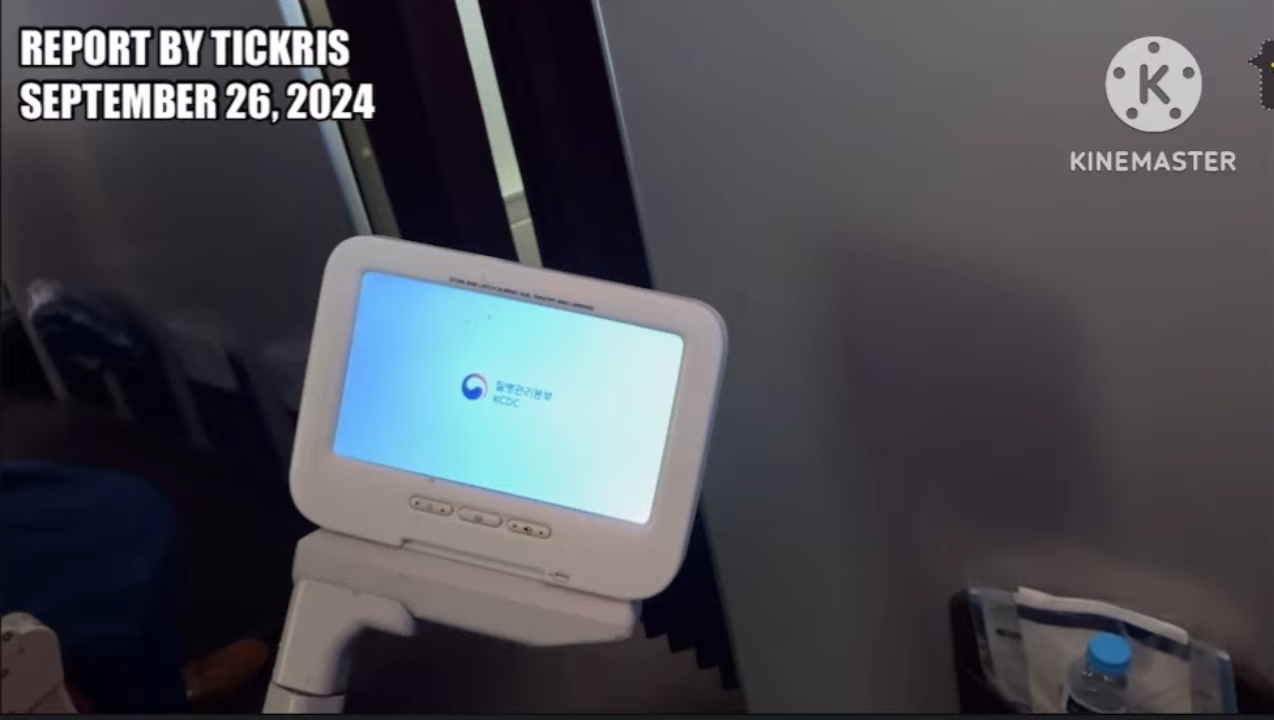 REPORT BY TICKRIS
SEPTEMBER 26, 2024
KINEMASTER
질병관리본부
KCDC